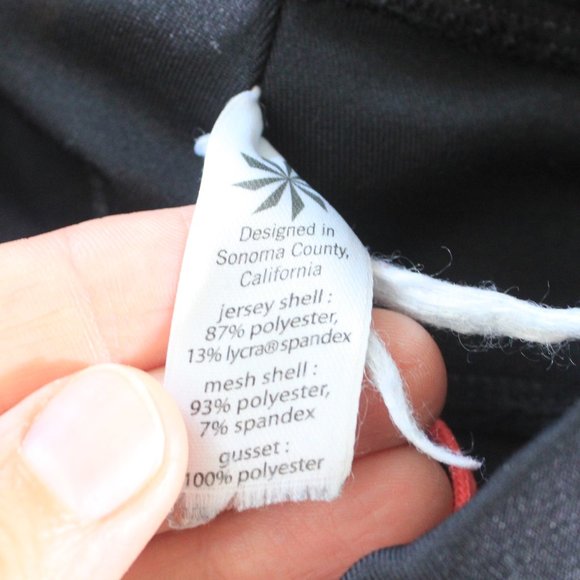 Designed in
Sonoma County,
California
jersey shell :
87% polyester,
13% lycra® spandex
mesh shell :
93% polyester,
7% spandex
gusset :
100% polyester